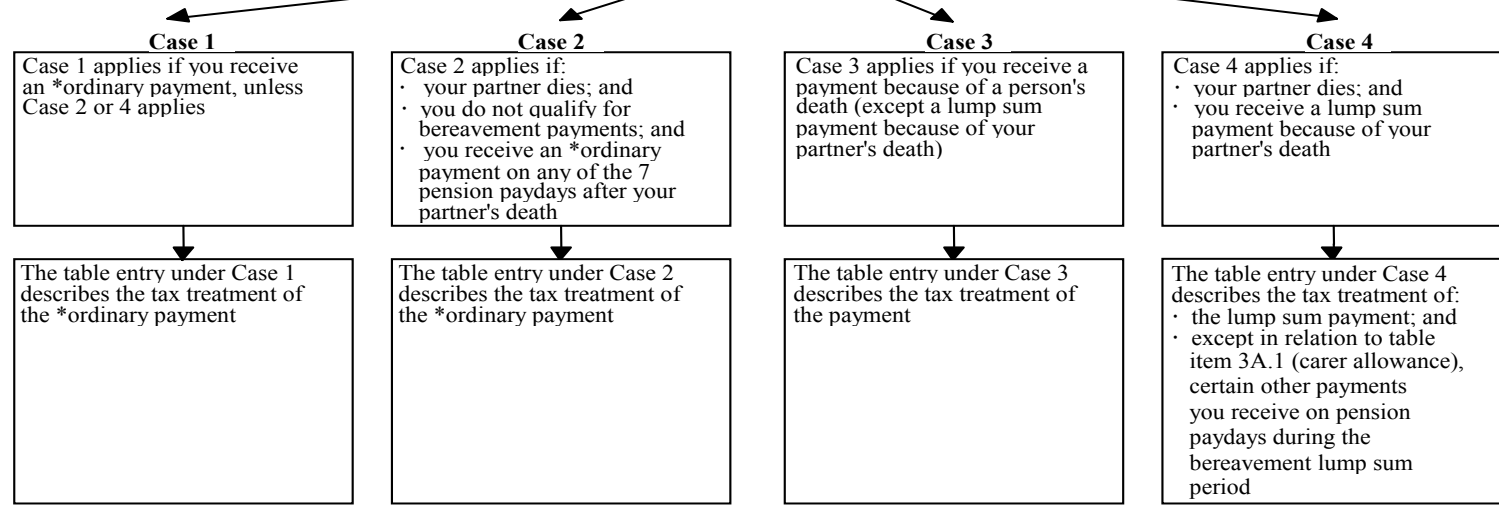 Case 1
Case 1 applies if you receive
an *ordinary payment, unless
Case 2 or 4 applies
The table entry under Case 1
describes the tax treatment of
the *ordinary payment
Case 2
Case 2 applies if:
· your partner dies; and
· you do not qualify for
bereavement payments; and
· you receive an *ordinary
payment on any of the 7
pension paydays after your
partner's death
The table entry under Case 2
describes the tax treatment of
the *ordinary payment
Case 3
Case 3 applies if you receive a
payment because of a person's
death (except a lump sum
payment because of your
partner's death)
The table entry under Case 3
describes the tax treatment of
the payment
Case 4
Case 4 applies if:
· your partner dies; and
· you receive a lump sum
payment because of your
partner's death
The table entry under Case 4
describes the tax treatment of:
· the lump sum payment; and
· except in relation to table
item 3A.1 (carer allowance),
certain other payments
you receive on pension
paydays during the
bereavement lump sum
period